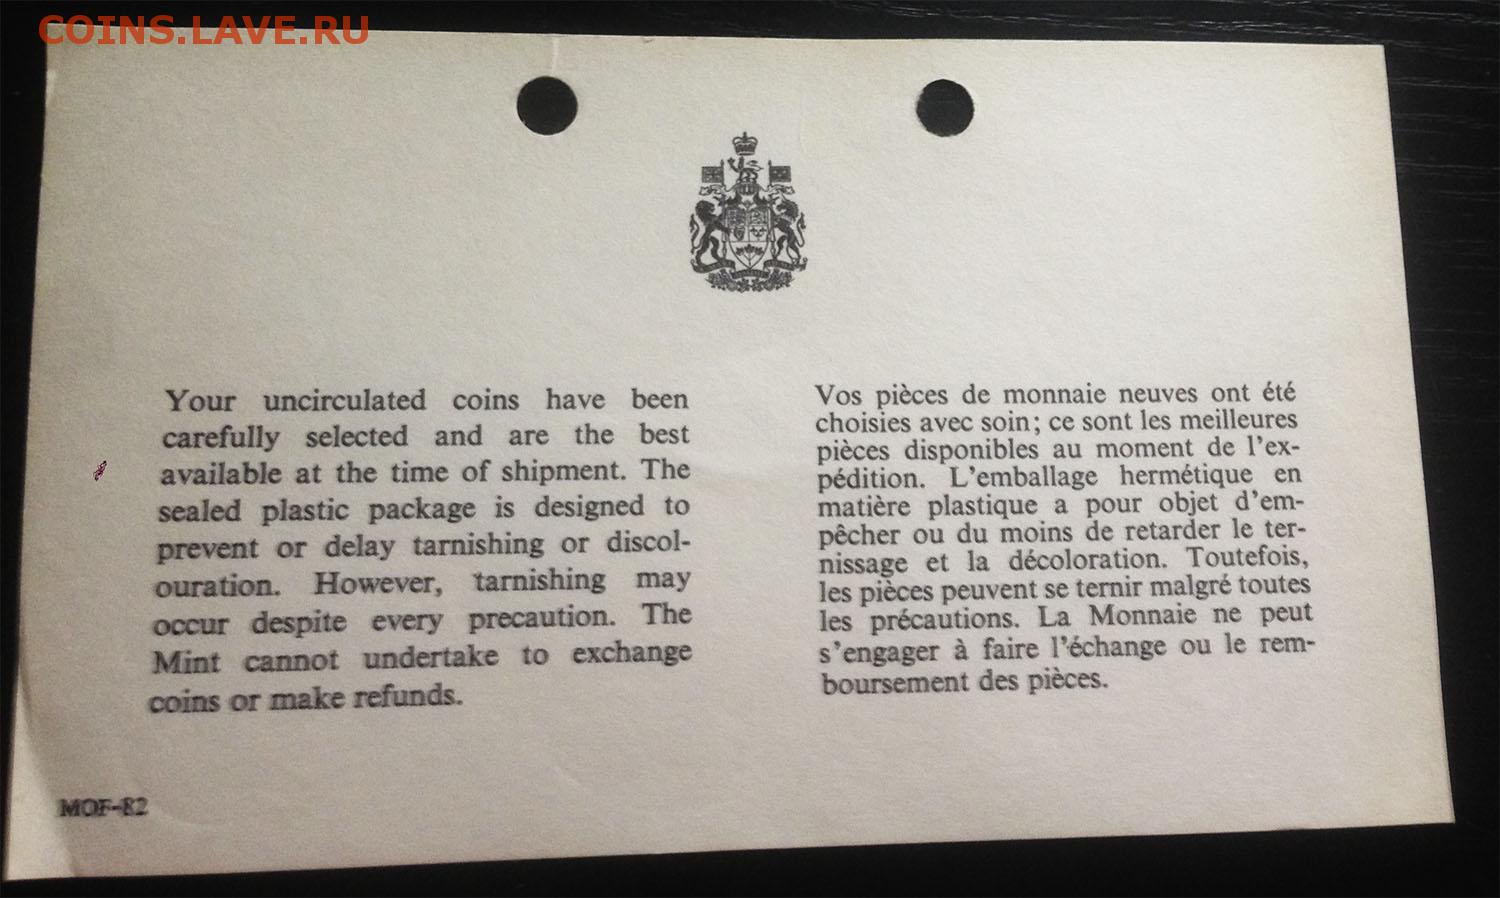 COINS.LAVE.RU
Your uncirculated coins have been
carefully selected and are the best
available at the time of shipment. The
sealed plastic package is designed to
prevent or delay tarnishing or discol-
ouration. However, tarnishing may
occur despite every precaution. The
Mint cannot undertake to exchange
coins or make refunds.
Vos pièces de monnaie neuves ont été
choisies avec soin; ce sont les meilleures
pièces disponibles au moment de l'ex-
pédition. L'emballage hermétique en
matière plastique a pour objet d'em-
pêcher ou du moins de retarder le ter-
nissage et la décoloration. Toutefois,
les pièces peuvent se ternir malgré toutes
les précautions. La Monnaie ne peut
s'engager à faire l'échange ou le rem-
boursement des pièces.
MOF-82